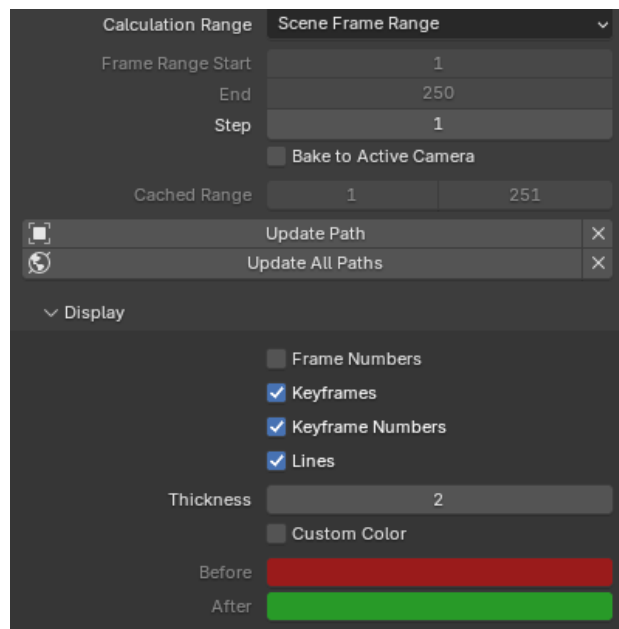 Calculation Range Scene Frame Range
Frame Range Start 1
End 250
Step 1
Bake to Active Camera
Cached Range 1 251
Update Path
Update All Paths
Display
Frame Numbers
Keyframes
Keyframe Numbers
Lines
Thickness 2
Custom Color
Before
After